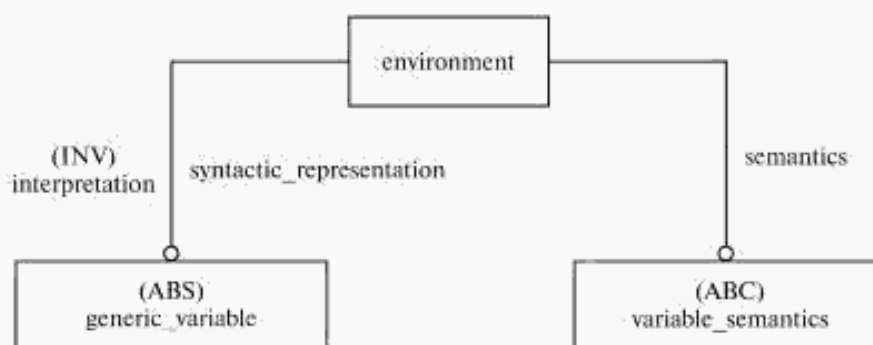 environment
(INV)
interpretation
syntactic_representation
semantics
(ABS)
generic_variable
(ABC)
variable_semantics